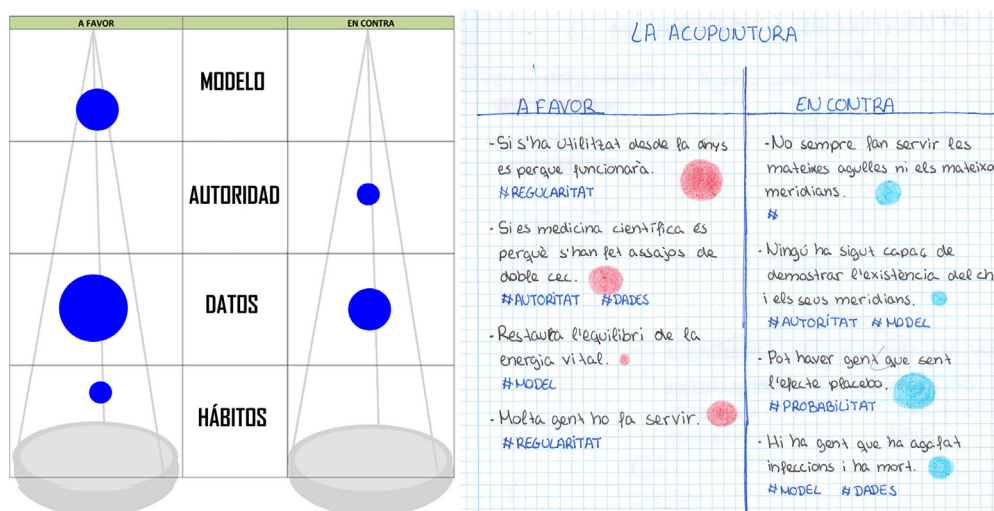 A FAVOR
EN CONTRA
MODELO
AUTORIDAD
DATOS
HÁBITOS
LA ACUPUNTURA
A FAVOR
- Si s'ha utilitzat desde fa anys
es perque funcionarà.
#REGULARITAT
- Si es medicina científica és
perquè s'han fet assajos de
doble cec.
#AUTORITAT #DADES
- Restaura l'equilibri de la
energia vital.
#MODEL
- Molta gent ho fa servir.
#REGULARITAT
EN CONTRA
- No sempre fan servir les
mateixes agulles ni els mateixo
meridians.
#
- Ningú ha sigut capaç de
demostrar l'existència del ch
i els seus meridians.
#AUTORITAT #MODEL
- Pot haver gent que sent
l'efecte placebo.
#PROBABILITAT
- Hi ha gent que ha agafat
infeccions i ha mort.
#MODEL #DADES